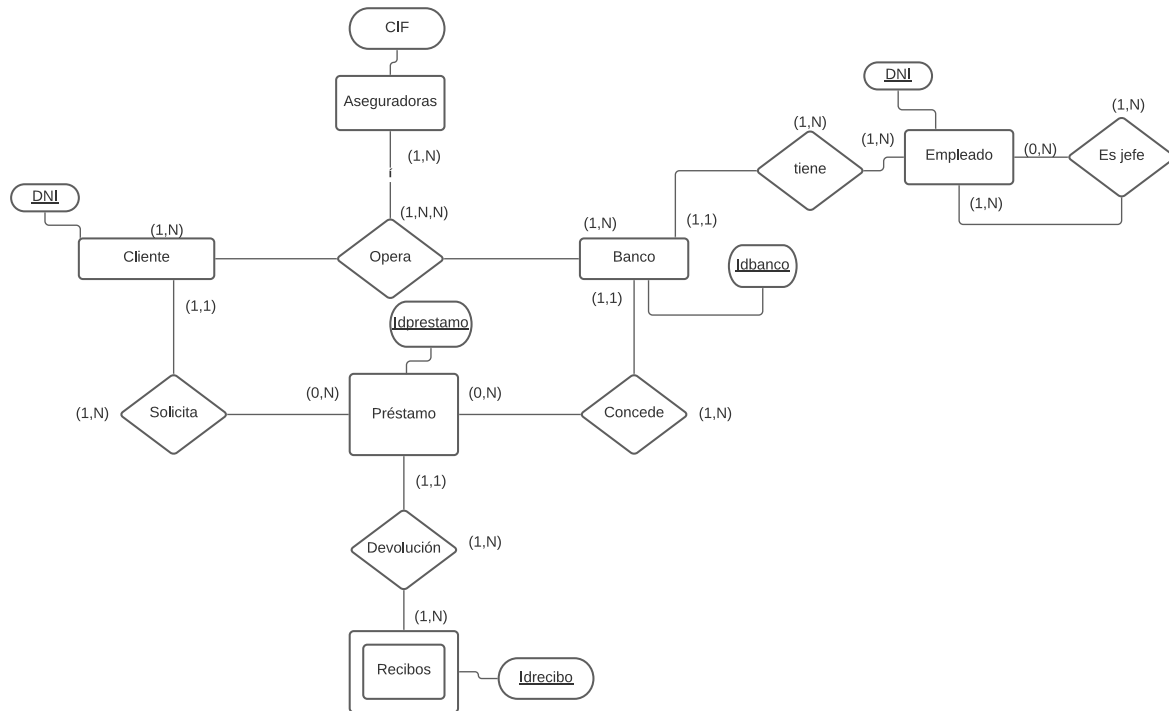 CIF
Aseguradoras
(1,N)
(1,N,N)
DNI
(1,N)
Cliente
Opera
(1,N)
Banco
(1,1)
(1,1)
Idbanco
(1,N)
tiene
(1,N)
DNI
Empleado
(0,N)
(1,N)
(1,N)
Es jefe
(1,1)
Idprestamo
(1,N)
Solicita
(0,N)
Préstamo
(0,N)
Concede
(1,N)
(1,1)
Devolución
(1,N)
(1,N)
Recibos
Idrecibo